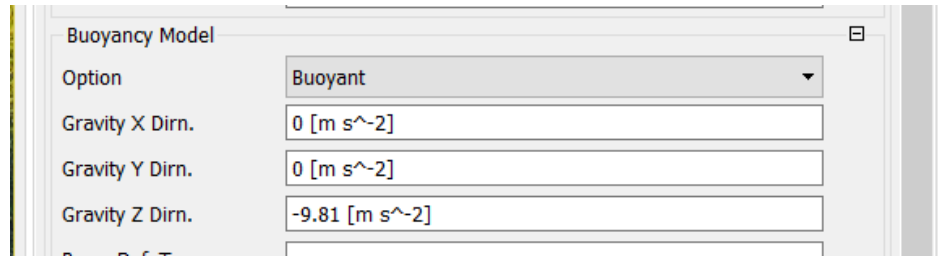 Buoyancy Model
Option Buoyant
Gravity X Dirn. 0 [m s^-2]
Gravity Y Dirn. 0 [m s^-2]
Gravity Z Dirn. -9.81 [m s^-2]